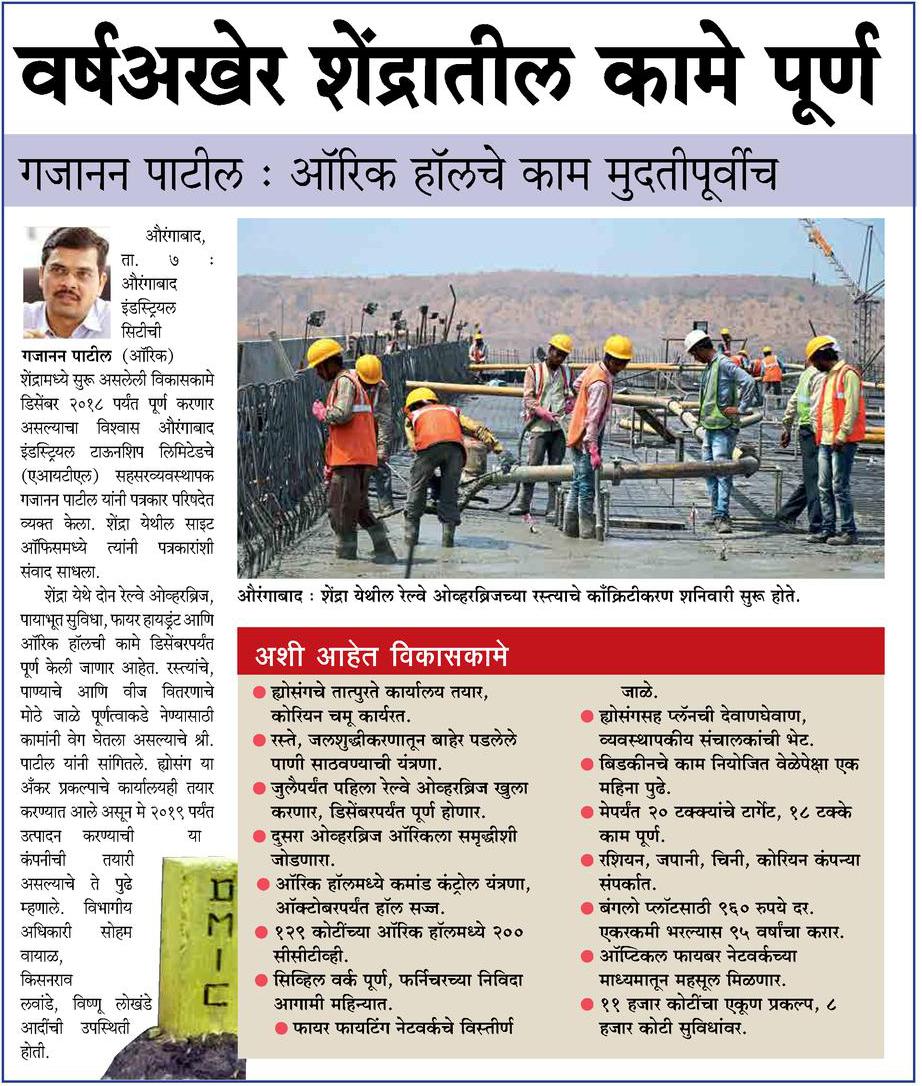 वर्षअखेर शेंद्रातील कामे पूर्ण
गजानन पाटील : ऑरिक हॉलचे काम मुदतीपूर्वीच
औरंगाबाद,
ता. ७ :
औरंगाबाद
इंडस्ट्रियल
सिटीची
गजानन पाटील (ऑरिक)
शेंद्रामध्ये सुरू असलेली विकासकामे
डिसेंबर २०१८ पर्यंत पूर्ण करणार
असल्याचा विश्वास औरंगाबाद
इंडस्ट्रियल टाऊनशिप लिमिटेडचे
(एआयटीएल) सहसरव्यवस्थापक
गजानन पाटील यांनी पत्रकार परिषदेत
व्यक्त केला. शेंद्रा येथील साइट
ऑफिसमध्ये त्यांनी पत्रकारांशी
संवाद साधला.
शेंद्रा येथे दोन रेल्वे ओव्हरब्रिज,
पायाभूत सुविधा, फायर हायड्रंट आणि
ऑरिक हॉलची कामे डिसेंबरपर्यंत
पूर्ण केली जाणार आहेत. रस्त्यांचे,
पाण्याचे आणि वीज वितरणाचे
मोठे जाळे पूर्णत्वाकडे नेण्यासाठी
कामांनी वेग घेतला असल्याचे श्री.
पाटील यांनी सांगितले. ह्योसंग या
अँकर प्रकल्पाचे कार्यालयही तयार
करण्यात आले असून मे २०१९ पर्यंत
उत्पादन करण्याची या
कंपनीची तयारी
असल्याचे ते पुढे
म्हणाले. विभागीय
अधिकारी सोहम
वायाळ,
किसनराव
लवांडे, विष्णू लोखंडे
आदींची उपस्थिती
होती.
DMIC
औरंगाबाद : शेंद्रा येथील रेल्वे ओव्हरब्रिजच्या रस्त्याचे काँक्रिटीकरण शनिवारी सुरू होते.
अशी आहेत विकासकामे
● ह्योसंगचे तात्पुरते कार्यालय तयार,
कोरियन चमू कार्यरत.
● रस्ते, जलशुद्धीकरणातून बाहेर पडलेले
पाणी साठवण्याची यंत्रणा.
● जुलैपर्यंत पहिला रेल्वे ओव्हरब्रिज खुला
करणार, डिसेंबरपर्यंत पूर्ण होणार.
● दुसरा ओव्हरब्रिज ऑरिकला समृद्धीशी
जोडणारा.
● ऑरिक हॉलमध्ये कमांड कंट्रोल यंत्रणा,
ऑक्टोबरपर्यंत हॉल सज्ज.
● १२९ कोटींच्या ऑरिक हॉलमध्ये २००
सीसीटीव्ही.
● सिव्हिल वर्क पूर्ण, फर्निचरच्या निविदा
आगामी महिन्यात.
● फायर फायटिंग नेटवर्कचे विस्तीर्ण
जाळे.
● ह्योसंगसह प्लॅनची देवाणघेवाण,
व्यवस्थापकीय संचालकांची भेट.
● बिडकीनचे काम नियोजित वेळेपेक्षा एक
महिना पुढे.
● मेपर्यंत २० टक्क्यांचे टार्गेट, १८ टक्के
काम पूर्ण.
● रशियन, जपानी, चिनी, कोरियन कंपन्या
संपर्कात.
● बंगलो प्लॉटसाठी ९६० रुपये दर.
एकरकमी भरल्यास ९५ वर्षांचा करार.
● ऑप्टिकल फायबर नेटवर्कच्या
माध्यमातून महसूल मिळणार.
● ११ हजार कोटींचा एकूण प्रकल्प, ८
हजार कोटी सुविधांवर.